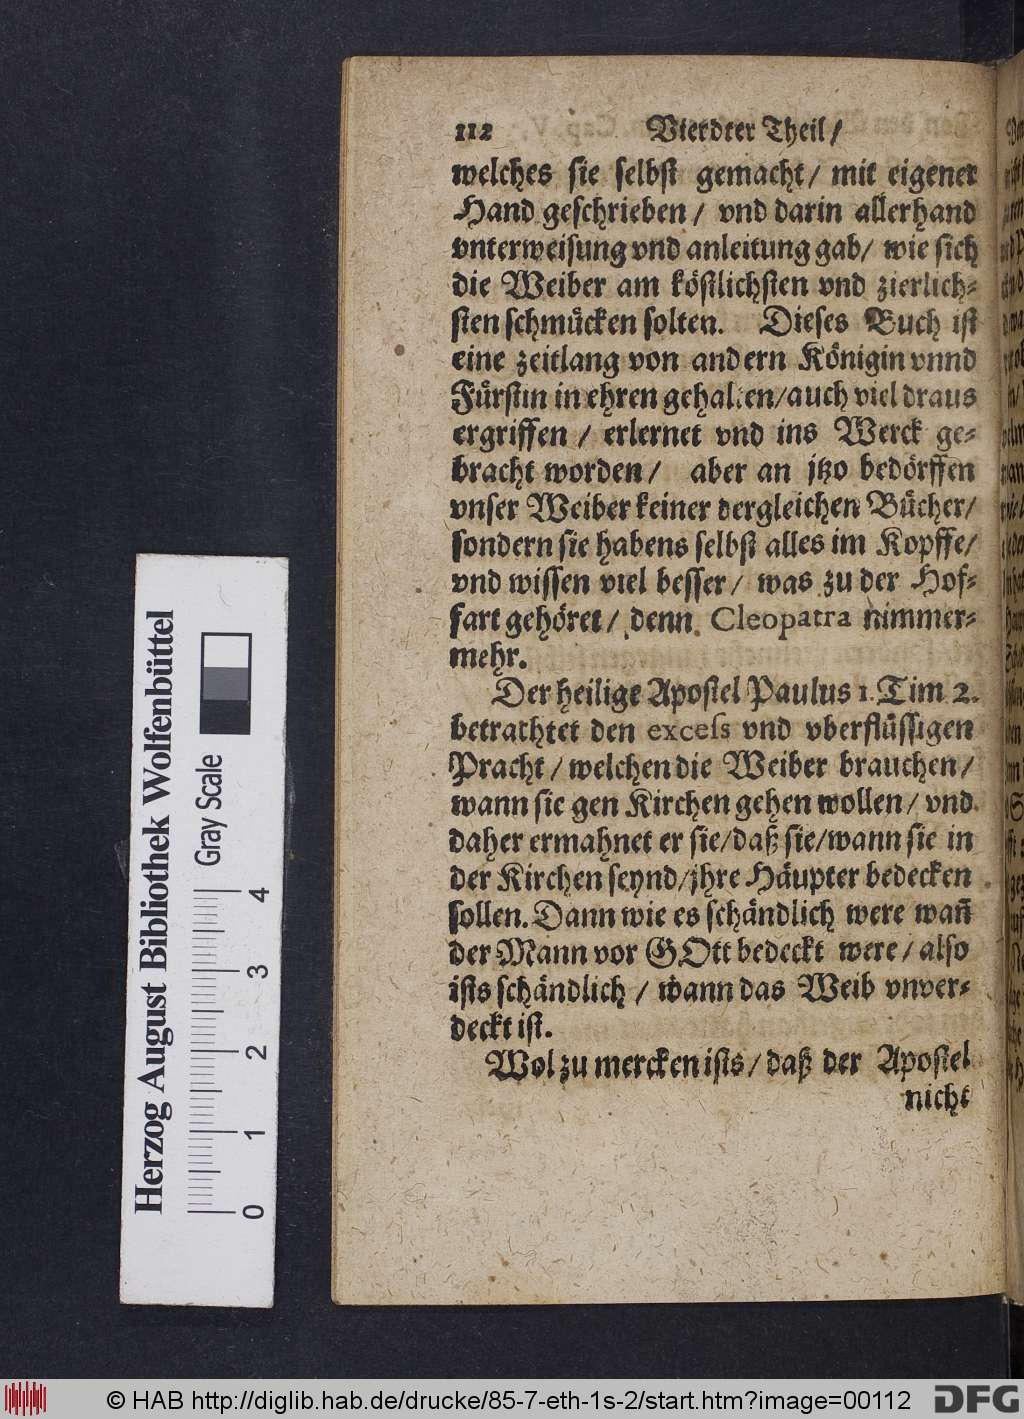 112 Vierdter Theil/
welches sie selbst gemacht/ mit eigener
Hand geschrieben/ vnd darin allerhand
vnterweisung vnd anleitung gab/ wie sich
die Weiber am köstlichsten vnd zierlich-
sten schmücken solten. Dieses Buch ist
eine zeitlang von andern Königin vnnd
Fürstin in ehren gehalten/auch viel draus
ergriffen / erlernet vnd ins Werck ge-
bracht worden/ aber an jtzo bedörffen
vnser Weiber keiner dergleichen Bücher/
sondern sie habens selbst alles im Kopffe/
vnd wissen viel besser/ was zu der Hof-
fart gehöret/ denn Cleopatra nimmer-
mehr.
Der heilige Apostel Paulus 1. Tim 2.
betrachtet den excess vnd vberflüssigen
Pracht/ welchen die Weiber brauchen/
wann sie gen Kirchen gehen wollen/ vnd
daher ermahnet er sie/daß sie/wann sie in
der Kirchen seynd/jhre Häupter bedecken
sollen. Dann wie es schändlich were wañ
der Mann vor GOtt bedeckt were/ also
ists schändlich / wann das Weib vnver-
deckt ist.
Wol zu mercken ists/daß der Apostel
nicht
Herzog August Bibliothek Wolfenbüttel
Gray Scale
0 1 2 3 4
© HAB http://diglib.hab.de/drucke/85-7-eth-1s-2/start.htm?image=00112
DFG